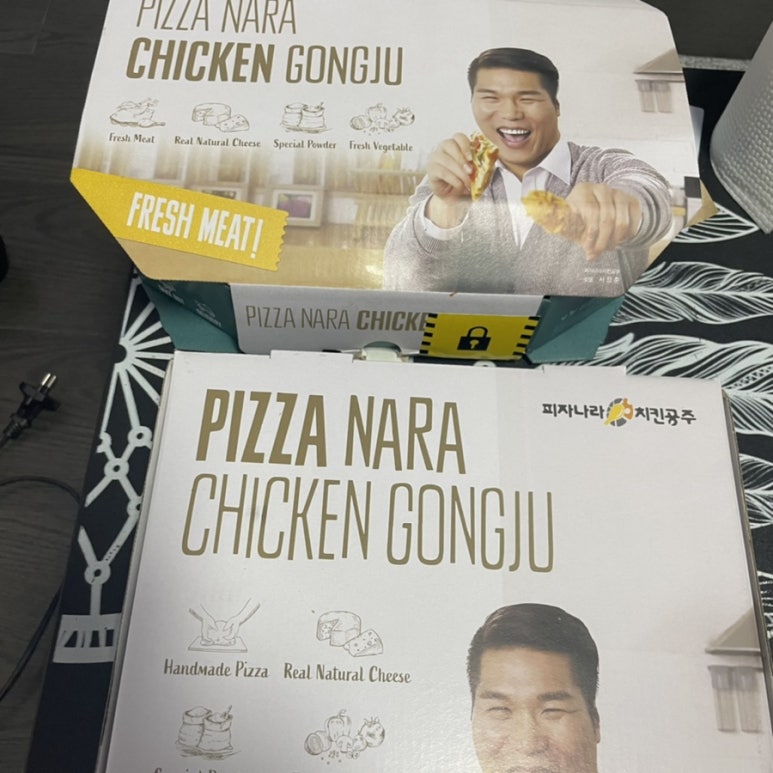 PIZZA NARA
CHICKEN GONGJU
Fresh Meat
Real Natural Cheese
Special Powder
Fresh Vegetable
FRESH MEAT!
PIZZA NARA CHICKE
PIZZA NARA
CHICKEN GONGJU
피자나라 치킨공주
Handmade Pizza
Real Natural Cheese